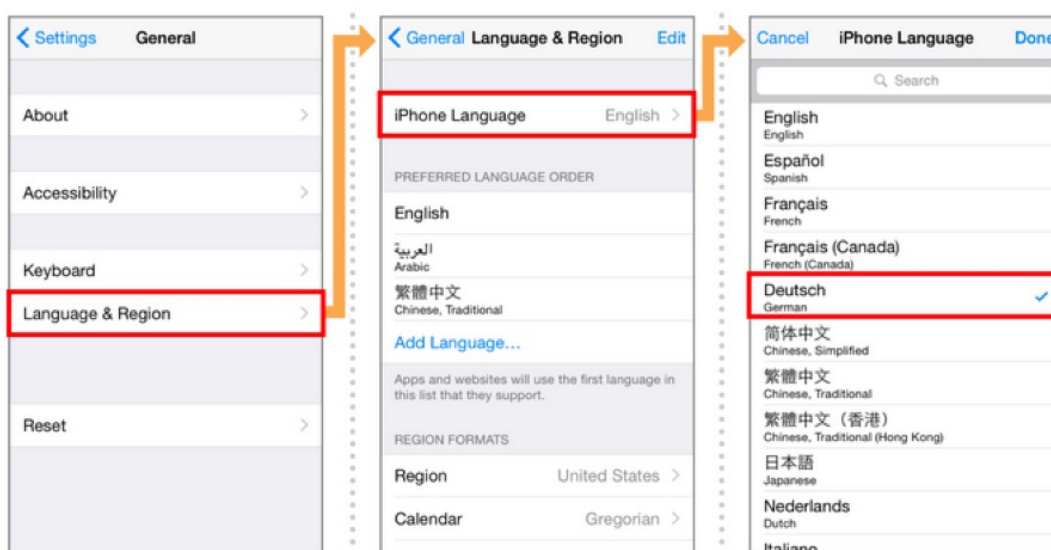 Settings General
About
Accessibility
Keyboard
Language & Region
Reset
General Language & Region Edit
iPhone Language English
PREFERRED LANGUAGE ORDER
English
العربية
Arabic
繁體中文
Chinese, Traditional
Add Language...
Apps and websites will use the first language in
this list that they support.
REGION FORMATS
Region United States
Calendar Gregorian
Cancel iPhone Language Done
Search
English
English
Español
Spanish
Français
French
Français (Canada)
French (Canada)
Deutsch
German
简体中文
Chinese, Simplified
繁體中文
Chinese, Traditional
繁體中文（香港）
Chinese, Traditional (Hong Kong)
日本語
Japanese
Nederlands
Dutch
Italiano